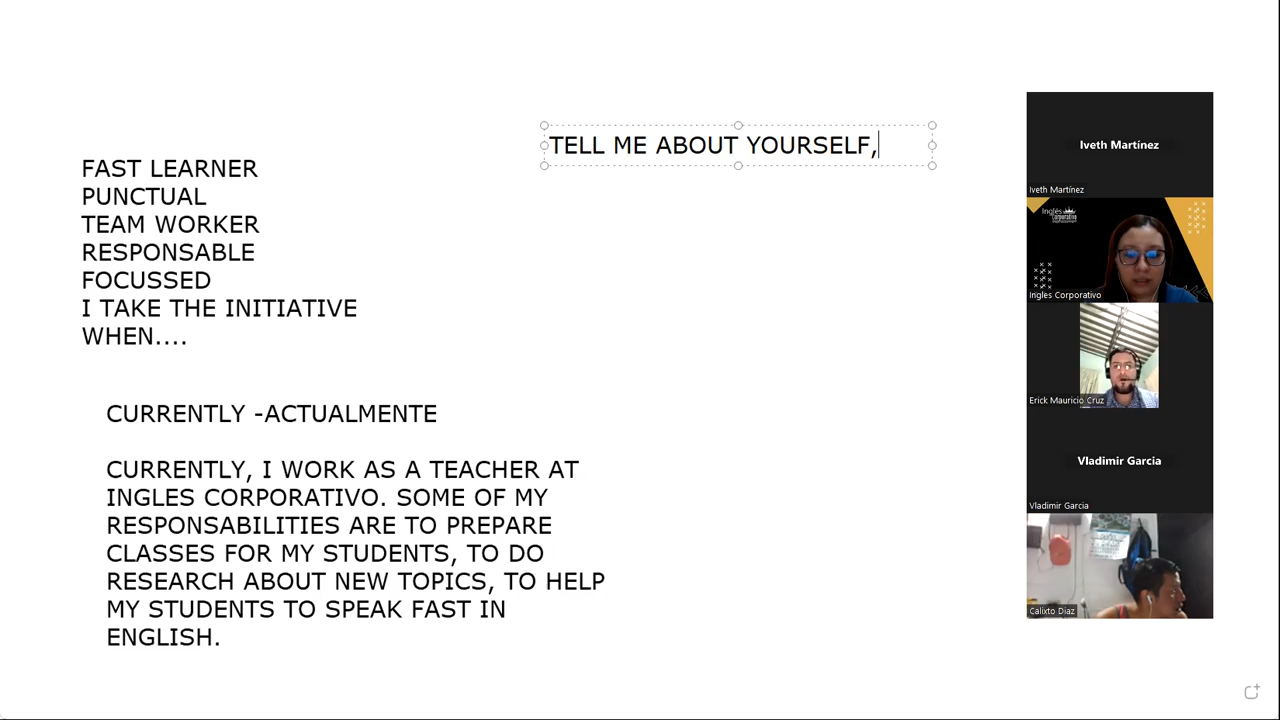 TELL ME ABOUT YOURSELF,
FAST LEARNER
PUNCTUAL
TEAM WORKER
RESPONSABLE
FOCUSSED
I TAKE THE INITIATIVE
WHEN....
CURRENTLY -ACTUALMENTE
CURRENTLY, I WORK AS A TEACHER AT
INGLES CORPORATIVO. SOME OF MY
RESPONSABILITIES ARE TO PREPARE
CLASSES FOR MY STUDENTS, TO DO
RESEARCH ABOUT NEW TOPICS, TO HELP
MY STUDENTS TO SPEAK FAST IN
ENGLISH.
Iveth Martínez
Iveth Martínez
Inglés
Corporativo
Ingles Corporativo
Erick Mauricio Cruz
Vladimir Garcia
Vladimir Garcia
Calixto Diaz